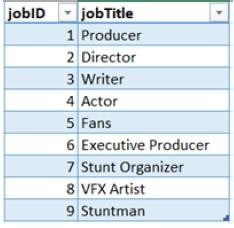 jobID jobTitle
1 Producer
2 Director
3 Writer
4 Actor
5 Fans
6 Executive Producer
7 Stunt Organizer
8 VFX Artist
9 Stuntman